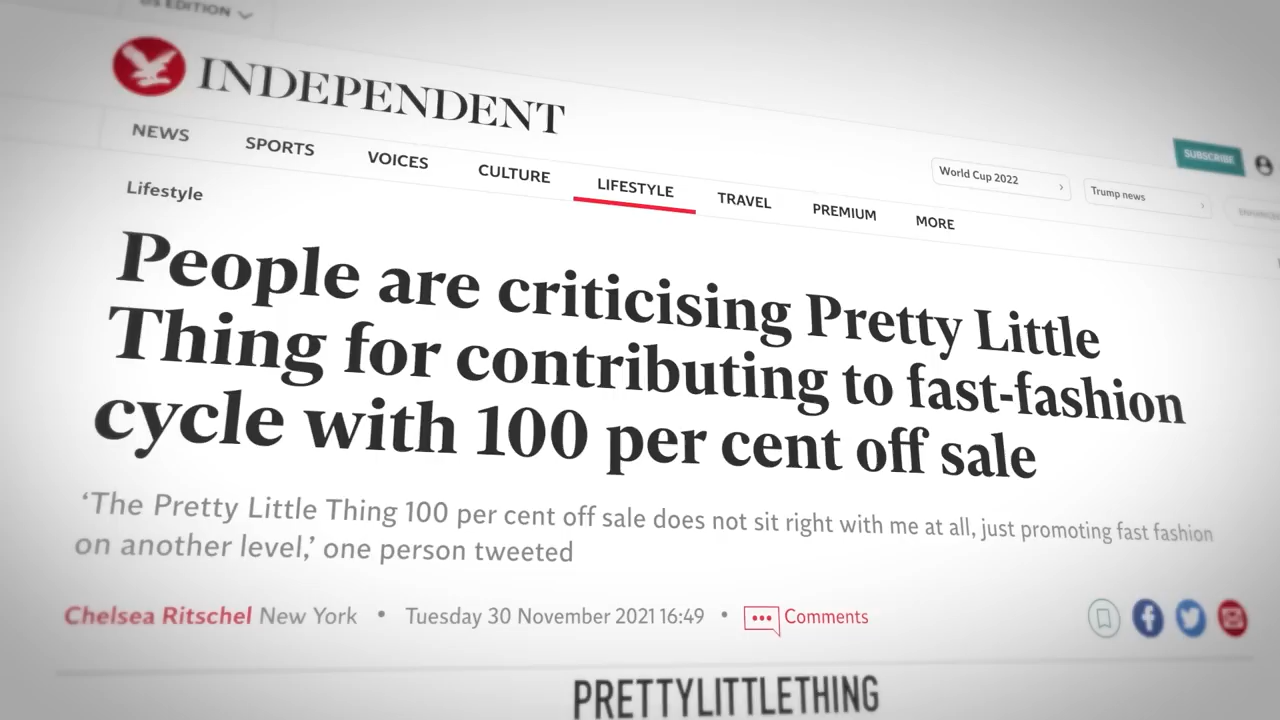 US EDITION
INDEPENDENT
NEWS SPORTS VOICES CULTURE LIFESTYLE TRAVEL PREMIUM MORE
SUBSCRIBE
World Cup 2022
Trump news
Lifestyle
People are criticising Pretty Little
Thing for contributing to fast-fashion
cycle with 100 per cent off sale
‘The Pretty Little Thing 100 per cent off sale does not sit right with me at all, just promoting fast fashion
on another level,’ one person tweeted
Chelsea Ritschel New York • Tuesday 30 November 2021 16:49 • Comments
PRETTYLITTLETHING